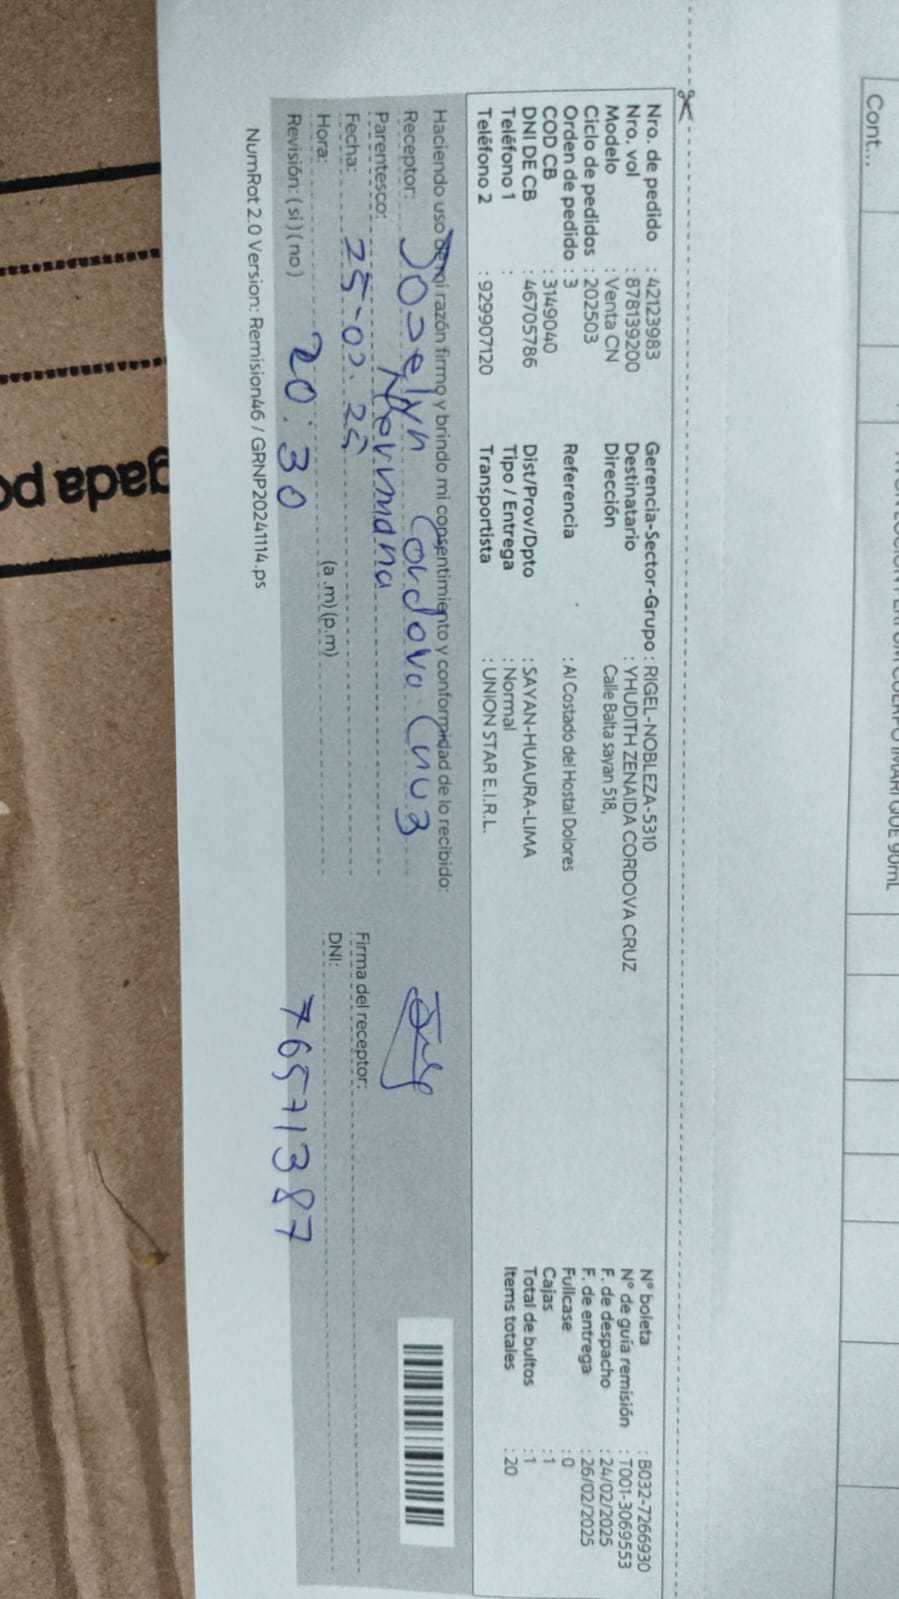 Cont...
Nro. de pedido : 42123983
Nro. vol : 878139200
Modelo : Venta CN
Ciclo de pedidos : 202503
Orden de pedido : 3
COD CB : 3149040
DNI DE CB : 46705786
Teléfono 1 :
Teléfono 2 : 929907120
Gerencia-Sector-Grupo : RIGEL-NOBLEZA-5310
Destinatario : YHUDITH ZENAIDA CORDOVA CRUZ
Dirección Calle Balta sayan 518,
Referencia : Al Costado del Hostal Dolores
Dist/Prov/Dpto : SAYAN-HUAURA-LIMA
Tipo / Entrega : Normal
Transportista : UNION STAR E.I.R.L.
N° boleta : B032-7266930
N° de guía remisión : T001-3069553
F. de despacho : 24/02/2025
F. de entrega : 26/02/2025
Fullcase : 0
Cajas : 1
Total de bultos : 1
Items totales : 20
Haciendo uso de mi razón firmo y brindo mi consentimiento y conformidad de lo recibido:
Receptor: Joselyn Cordova Cruz
Parentesco: Hermana
Fecha: 25-02-25
Hora: 20:30 (a .m) (p.m)
Revisión: ( si ) ( no )
Firma del receptor:
DNI: 76571387
NumRot 2.0 Version: Remision46 / GRNP20241114.ps